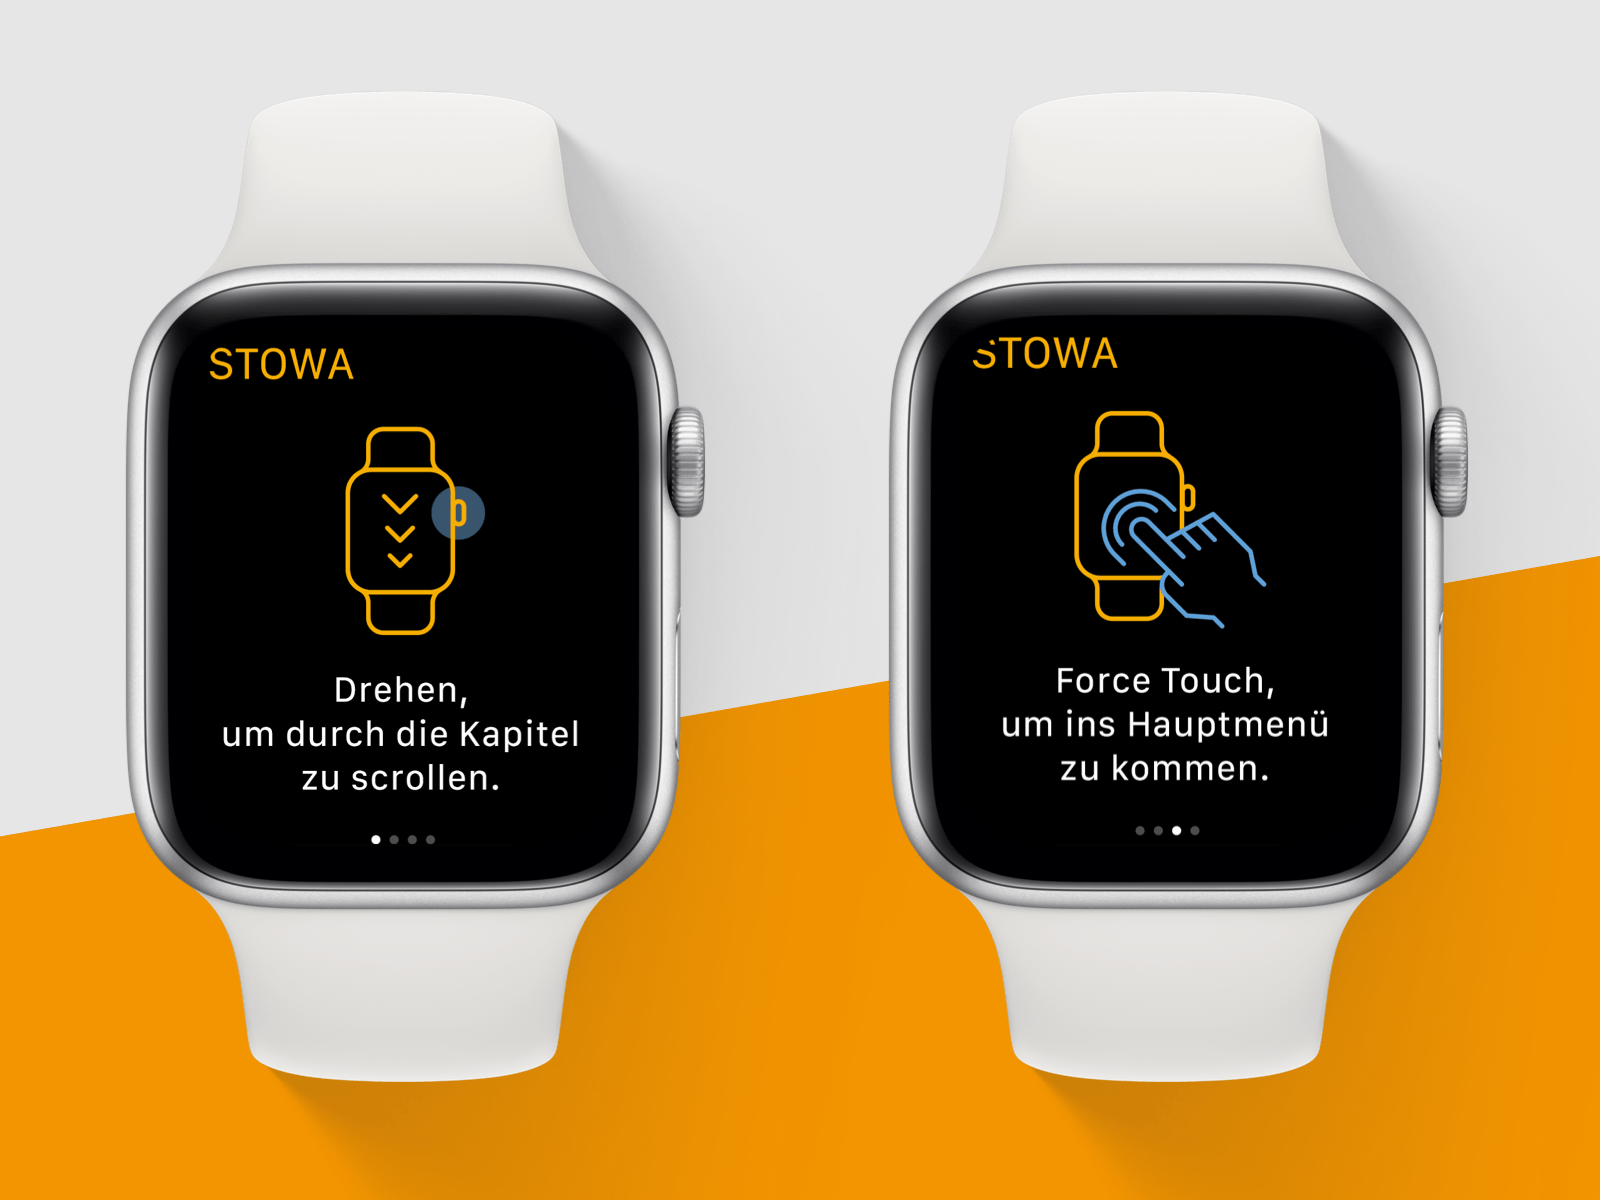 STOWA
Drehen,
um durch die Kapitel
zu scrollen.
STOWA
Force Touch,
um ins Hauptmenü
zu kommen.